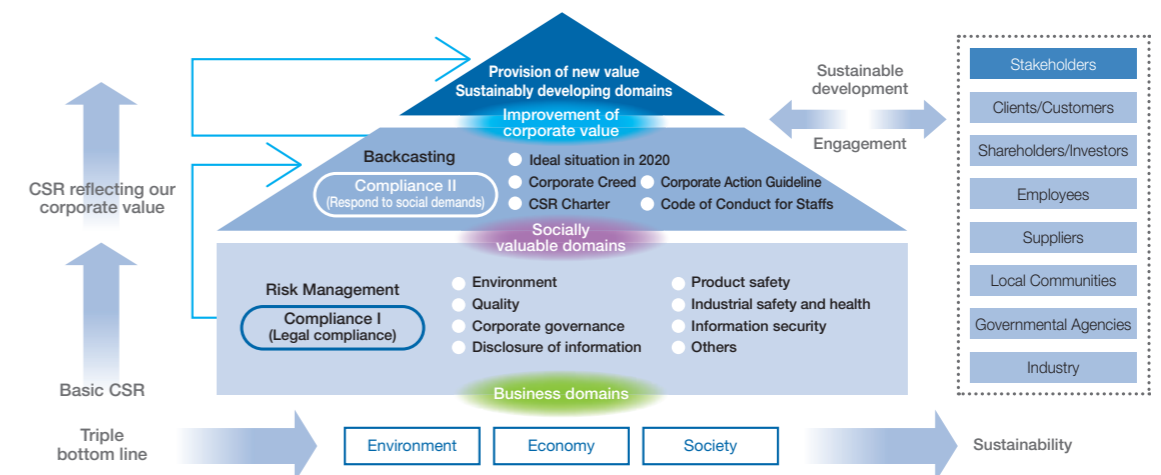 Provision of new value
Sustainably developing domains
Improvement of
corporate value
Backcasting
Compliance II
(Respond to social demands)
Ideal situation in 2020
Corporate Creed
Corporate Action Guideline
CSR Charter
Code of Conduct for Staffs
Socially
valuable domains
Risk Management
Compliance I
(Legal compliance)
Environment
Quality
Corporate governance
Disclosure of information
Product safety
Industrial safety and health
Information security
Others
Business domains
CSR reflecting our
corporate value
Basic CSR
Triple
bottom line
Environment
Economy
Society
Sustainability
Sustainable
development
Engagement
Stakeholders
Clients/Customers
Shareholders/Investors
Employees
Suppliers
Local Communities
Governmental Agencies
Industry